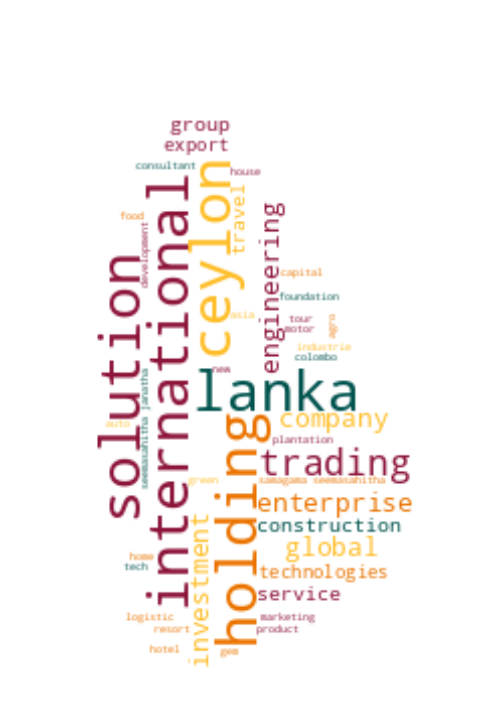 group
export
consultant
house
international
ceylon
travel
food
development
engineering
solution
capital
foundation
asia
tour
motor
agro
industrie
colombo
new
lanka
seemasahitha janatha
company
auto
holding
plantation
trading
green
samagama seemasahitha
enterprise
construction
investment
global
home
tech
technologies
service
logistic
marketing
resort
product
hotel
gem